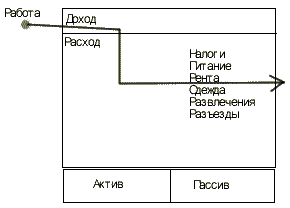 Работа
Доход
Расход
Налоги
Питание
Рента
Одежда
Развлечения
Разъезды
Актив
Пассив